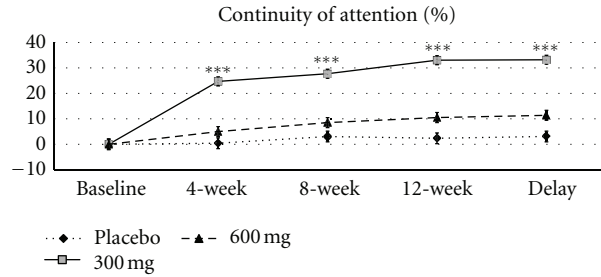 Continuity of attention (%)
40
30
20
10
0
−10
*** *** *** ***
Baseline 4-week 8-week 12-week Delay
Placebo 600 mg
300 mg